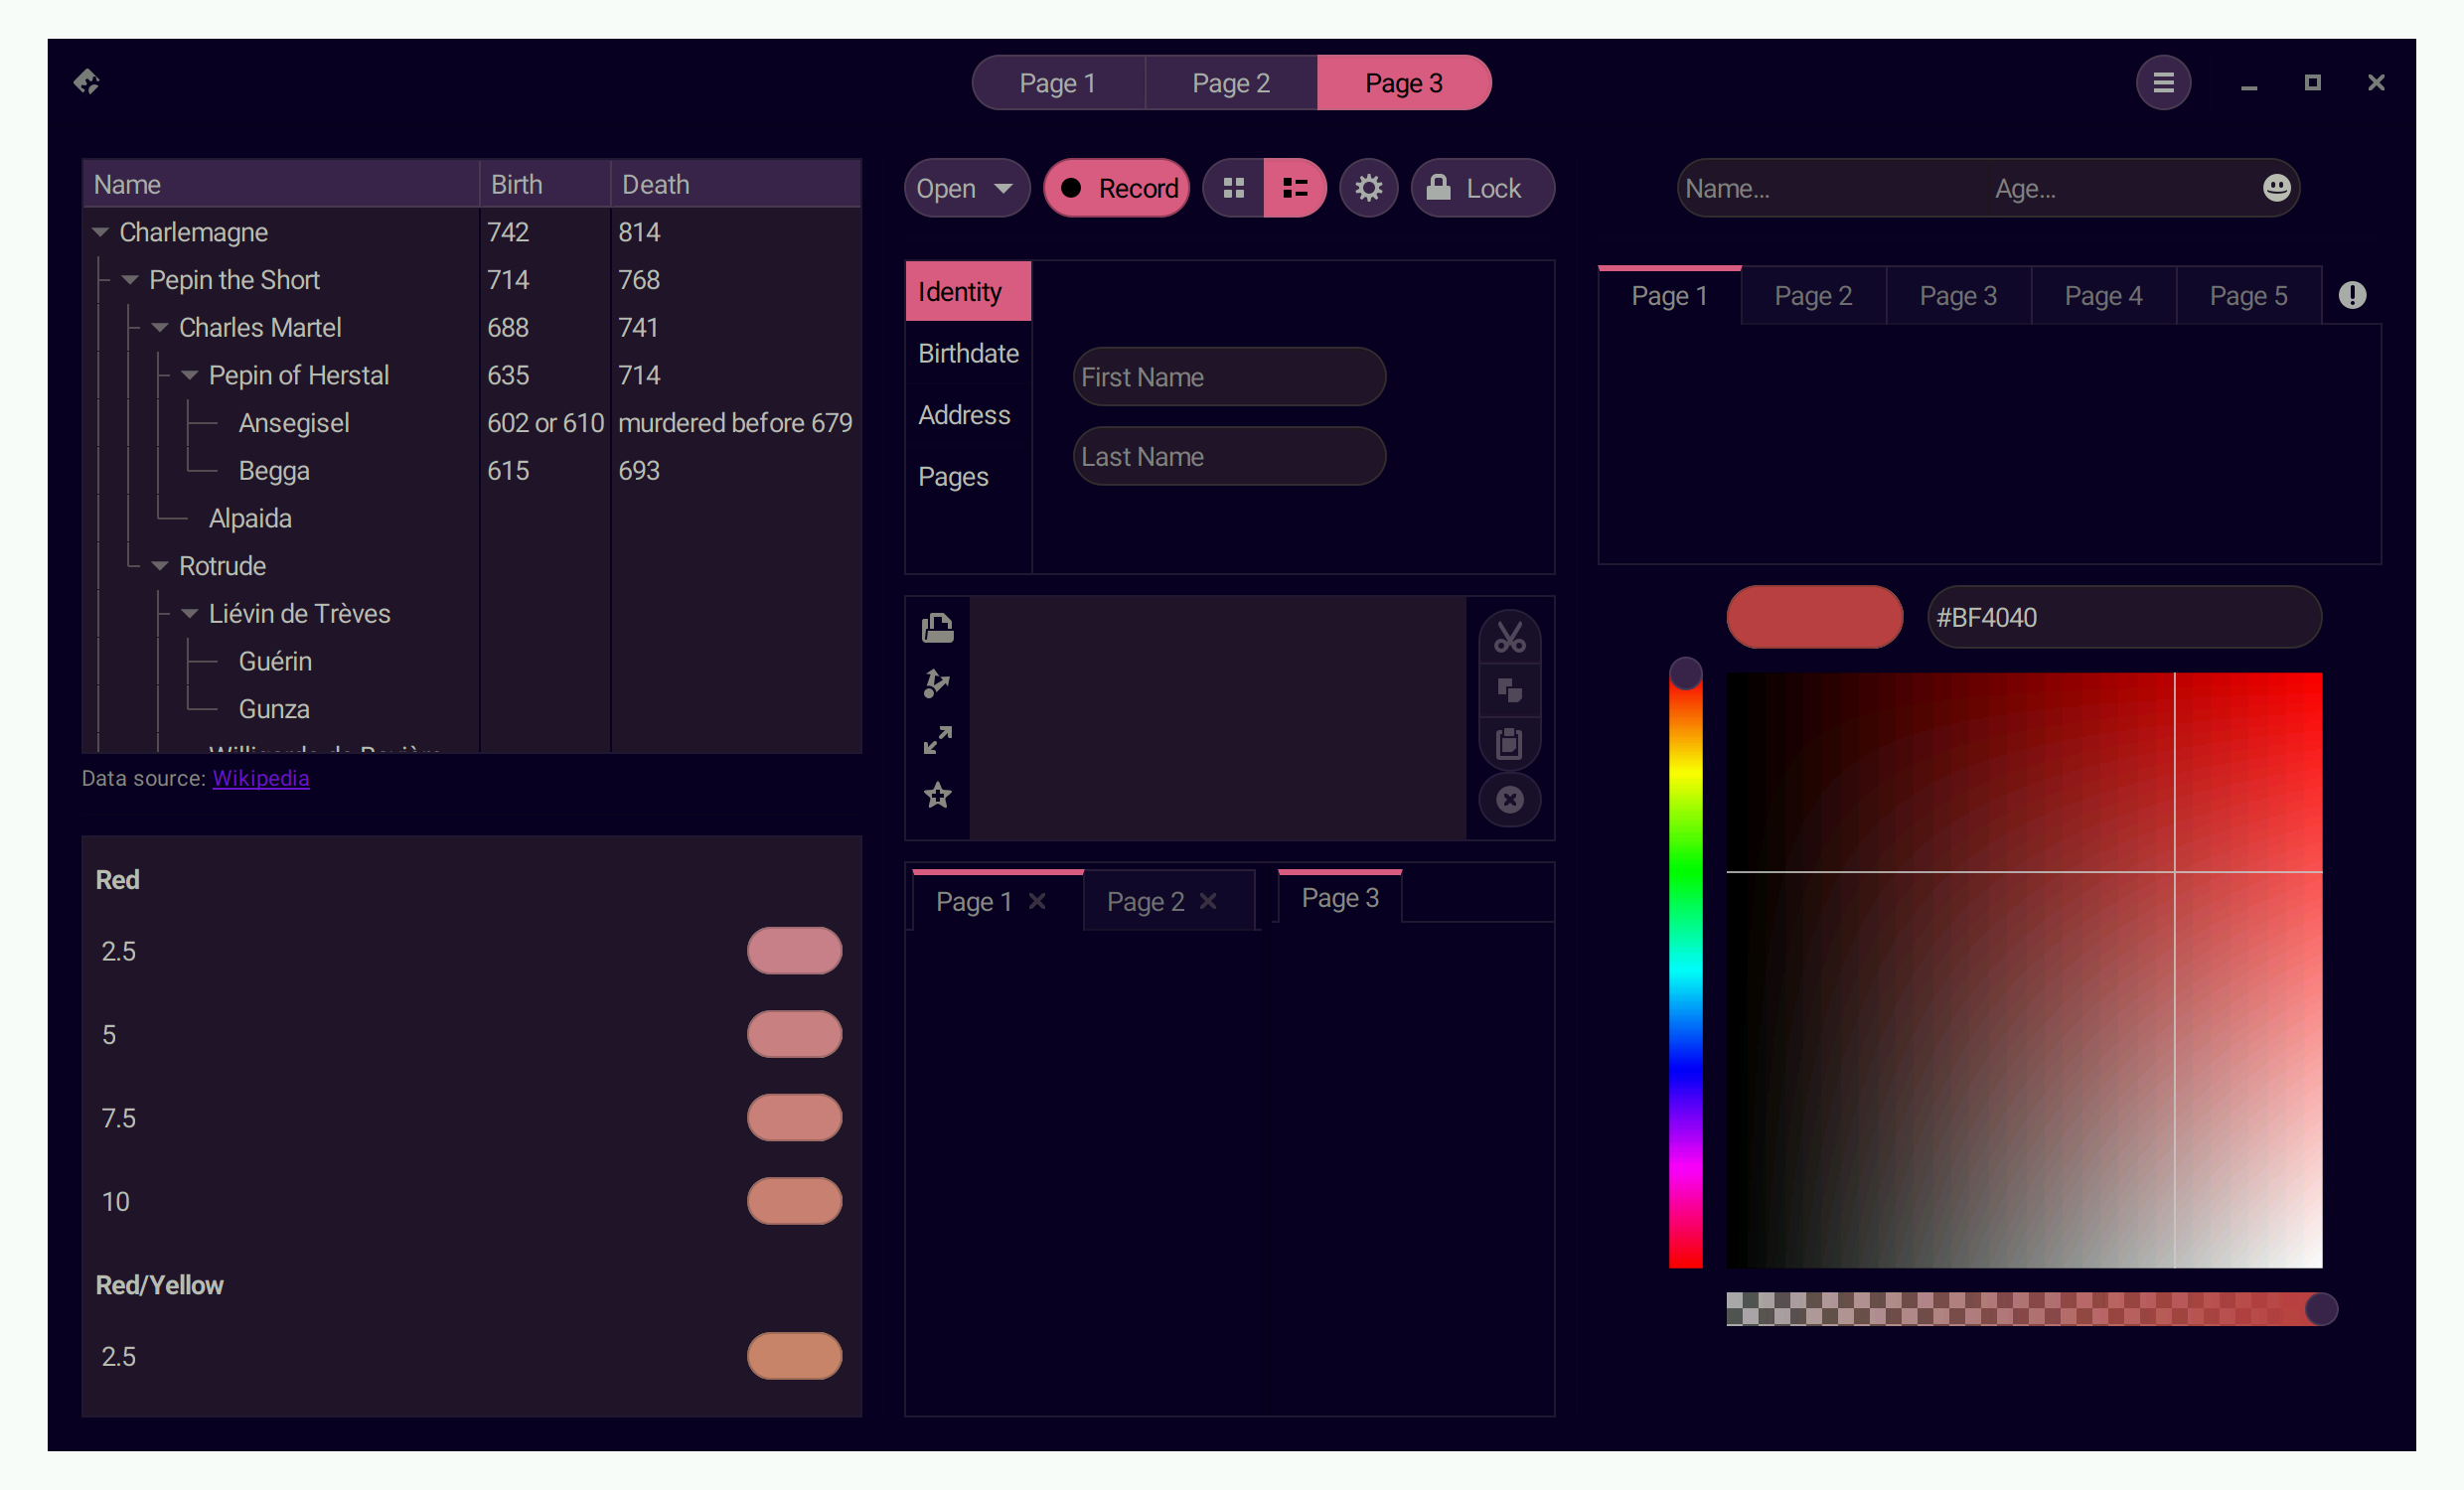 Page 1 Page 2 Page 3
Name Birth Death
Charlemagne 742 814
Pepin the Short 714 768
Charles Martel 688 741
Pepin of Herstal 635 714
Ansegisel 602 or 610 murdered before 679
Begga 615 693
Alpaida
Rotrude
Liévin de Trèves
Guérin
Gunza
Data source: Wikipedia
Red
2.5
5
7.5
10
Red/Yellow
2.5
Open Record Lock
Identity
Birthdate
Address
Pages
First Name
Last Name
Page 1 Page 2 Page 3
Name... Age...
Page 1 Page 2 Page 3 Page 4 Page 5
#BF4040